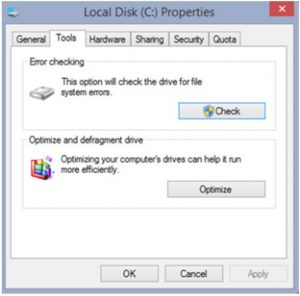 Local Disk (C:) Properties
General Tools Hardware Sharing Security Quota
Error checking
This option will check the drive for file
system errors.
Check
Optimize and defragment drive
Optimizing your computer's drives can help it run
more efficiently.
Optimize
OK Cancel Apply